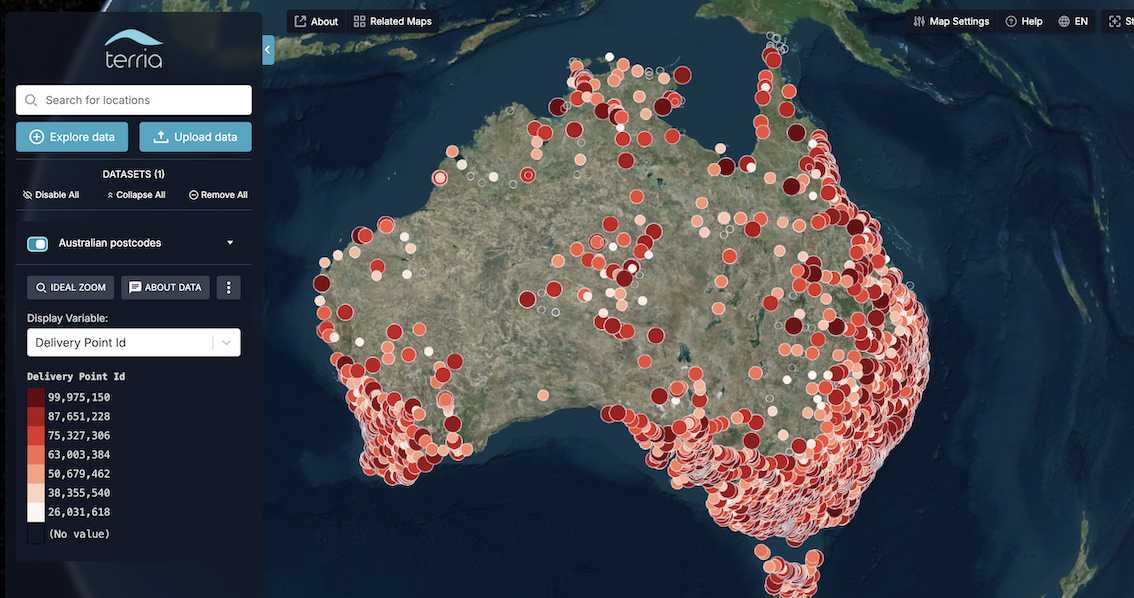 About
Related Maps
Map Settings
Help
EN
St
terria
Search for locations
Explore data
Upload data
DATASETS (1)
Disable All
Collapse All
Remove All
Australian postcodes
IDEAL ZOOM
ABOUT DATA
Display Variable:
Delivery Point Id
Delivery Point Id
99,975,150
87,651,228
75,327,306
63,003,384
50,679,462
38,355,540
26,031,618
(No value)